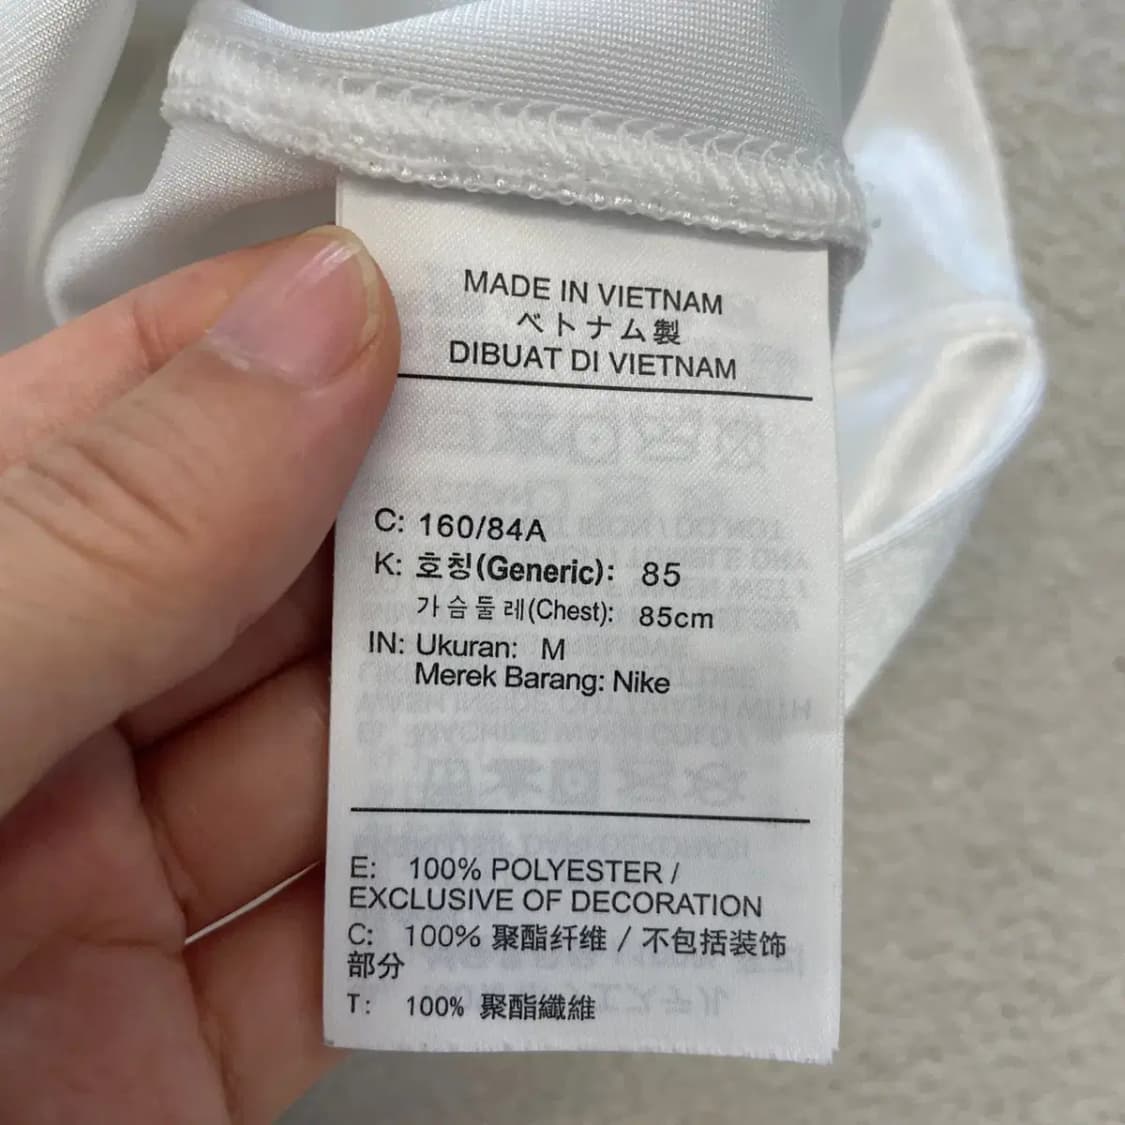 MADE IN VIETNAM
ベトナム製
DIBUAT DI VIETNAM
C: 160/84A
K: 호칭(Generic): 85
가슴둘레(Chest): 85cm
IN: Ukuran: M
Merek Barang: Nike
E: 100% POLYESTER /
EXCLUSIVE OF DECORATION
C: 100% 聚酯纤维 / 不包括装饰
部分
T: 100% 聚酯纖維